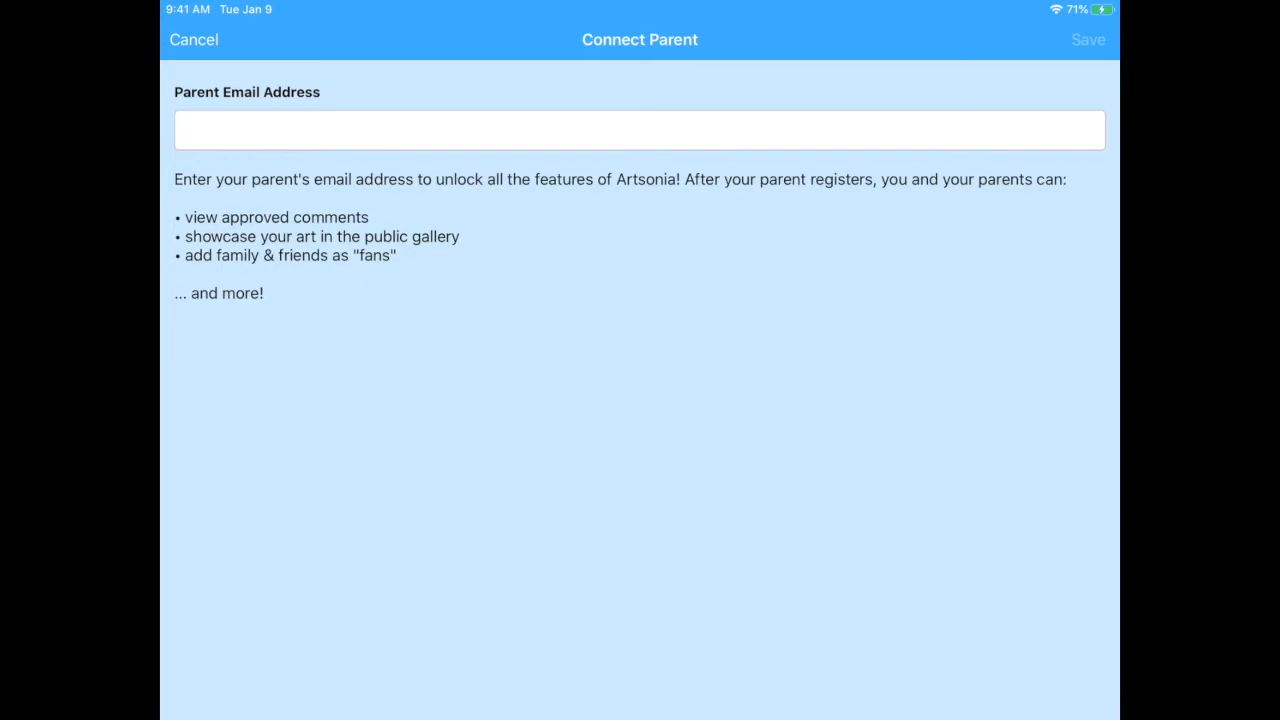 9:41 AM Tue Jan 9 71%
Cancel Connect Parent Save
Parent Email Address
Enter your parent's email address to unlock all the features of Artsonia! After your parent registers, you and your parents can:
• view approved comments
• showcase your art in the public gallery
• add family & friends as "fans"
... and more!